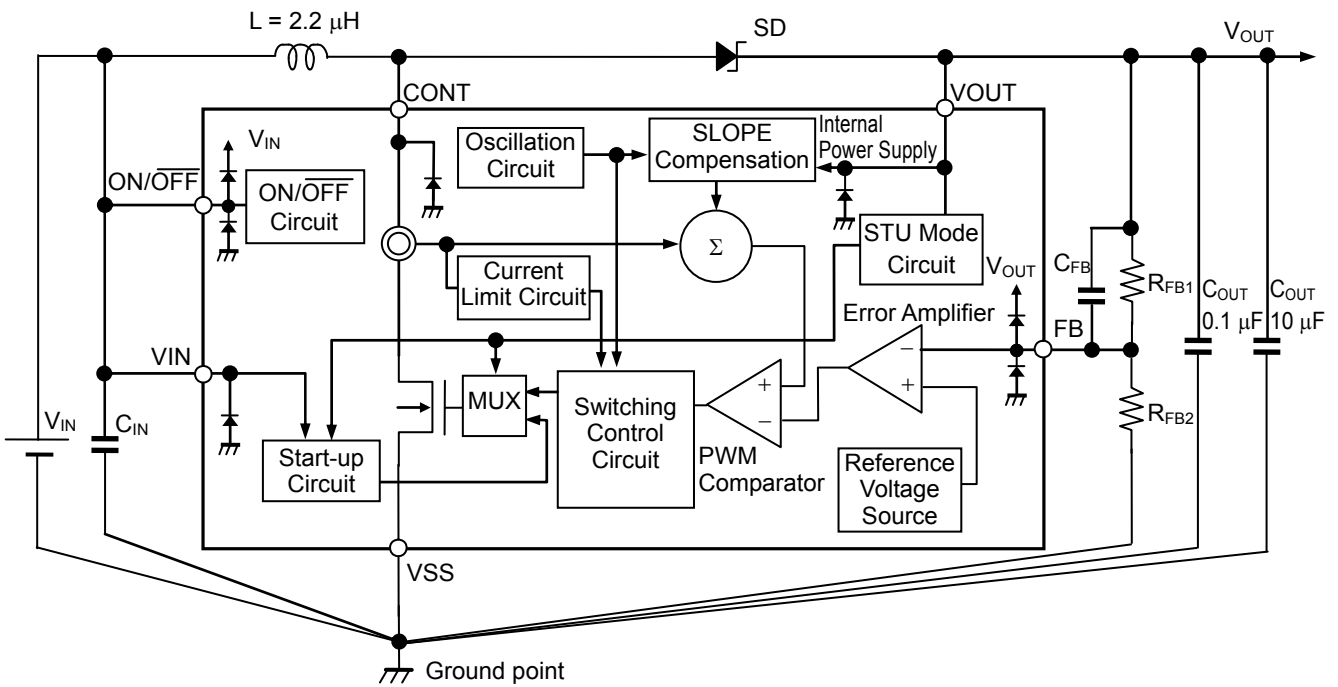 L = 2.2 μH
SD
VOUT
CONT
VOUT
VIN
Oscillation
Circuit
SLOPE
Compensation
Internal
Power Supply
ON/OFF
ON/OFF
Circuit
Σ
STU Mode
Circuit
Current
Limit Circuit
VOUT
CFB
RFB1
COUT
0.1 μF
COUT
10 μF
Error Amplifier
FB
VIN
MUX
Switching
Control
Circuit
+
−
−
+
PWM
Comparator
RFB2
VIN
CIN
Start-up
Circuit
Reference
Voltage
Source
VSS
Ground point